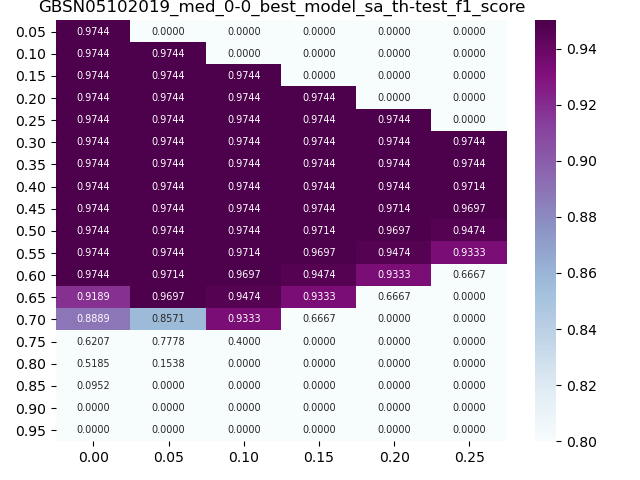 GBSN05102019_med_0-0_best_model_sa_th-test_f1_score
0.05 0.9744 0.0000 0.0000 0.0000 0.0000 0.0000
0.10 0.9744 0.9744 0.0000 0.0000 0.0000 0.0000
0.15 0.9744 0.9744 0.9744 0.0000 0.0000 0.0000
0.20 0.9744 0.9744 0.9744 0.9744 0.0000 0.0000
0.25 0.9744 0.9744 0.9744 0.9744 0.9744 0.0000
0.30 0.9744 0.9744 0.9744 0.9744 0.9744 0.9744
0.35 0.9744 0.9744 0.9744 0.9744 0.9744 0.9744
0.40 0.9744 0.9744 0.9744 0.9744 0.9744 0.9714
0.45 0.9744 0.9744 0.9744 0.9744 0.9714 0.9697
0.50 0.9744 0.9744 0.9744 0.9714 0.9697 0.9474
0.55 0.9744 0.9744 0.9714 0.9697 0.9474 0.9333
0.60 0.9744 0.9714 0.9697 0.9474 0.9333 0.6667
0.65 0.9189 0.9697 0.9474 0.9333 0.6667 0.0000
0.70 0.8889 0.8571 0.9333 0.6667 0.0000 0.0000
0.75 0.6207 0.7778 0.4000 0.0000 0.0000 0.0000
0.80 0.5185 0.1538 0.0000 0.0000 0.0000 0.0000
0.85 0.0952 0.0000 0.0000 0.0000 0.0000 0.0000
0.90 0.0000 0.0000 0.0000 0.0000 0.0000 0.0000
0.95 0.0000 0.0000 0.0000 0.0000 0.0000 0.0000
0.00 0.05 0.10 0.15 0.20 0.25
0.94
0.92
0.90
0.88
0.86
0.84
0.82
0.80